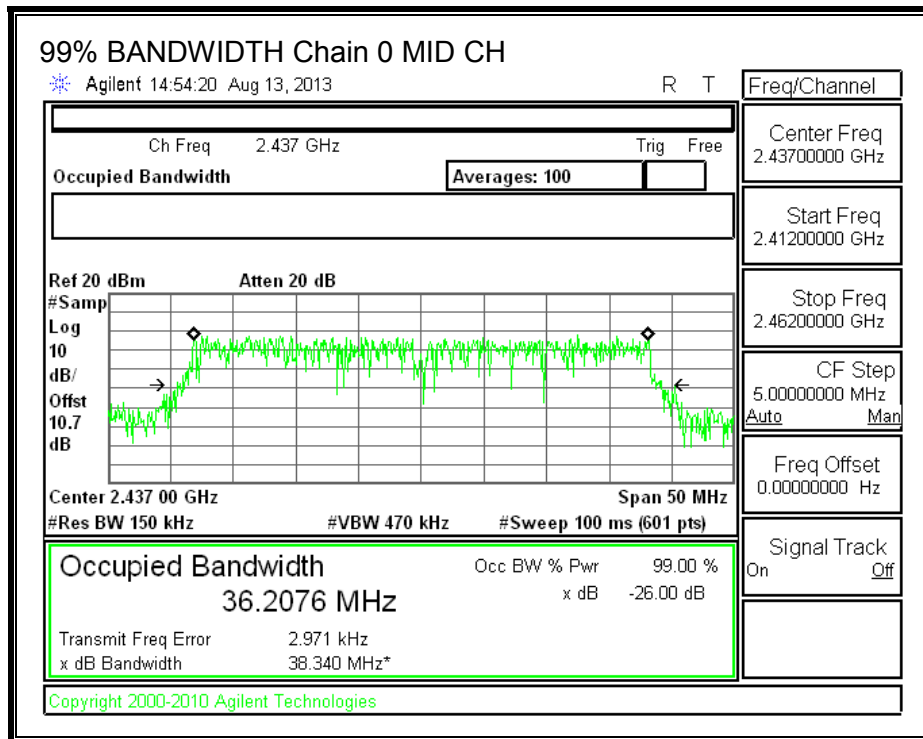 99% BANDWIDTH Chain 0 MID CH
Agilent 14:54:20 Aug 13, 2013 R T
Freq/Channel
Ch Freq 2.437 GHz Trig Free
Occupied Bandwidth Averages: 100
Center Freq
2.43700000 GHz
Start Freq
2.41200000 GHz
Stop Freq
2.46200000 GHz
CF Step
5.00000000 MHz
Auto Man
Freq Offset
0.00000000 Hz
Signal Track
On Off
Ref 20 dBm Atten 20 dB
#Samp
Log
10
dB/
Offst
10.7
dB
Center 2.437 00 GHz Span 50 MHz
#Res BW 150 kHz #VBW 470 kHz #Sweep 100 ms (601 pts)
Occupied Bandwidth Occ BW % Pwr 99.00 %
36.2076 MHz x dB -26.00 dB
Transmit Freq Error 2.971 kHz
x dB Bandwidth 38.340 MHz*
Copyright 2000-2010 Agilent Technologies